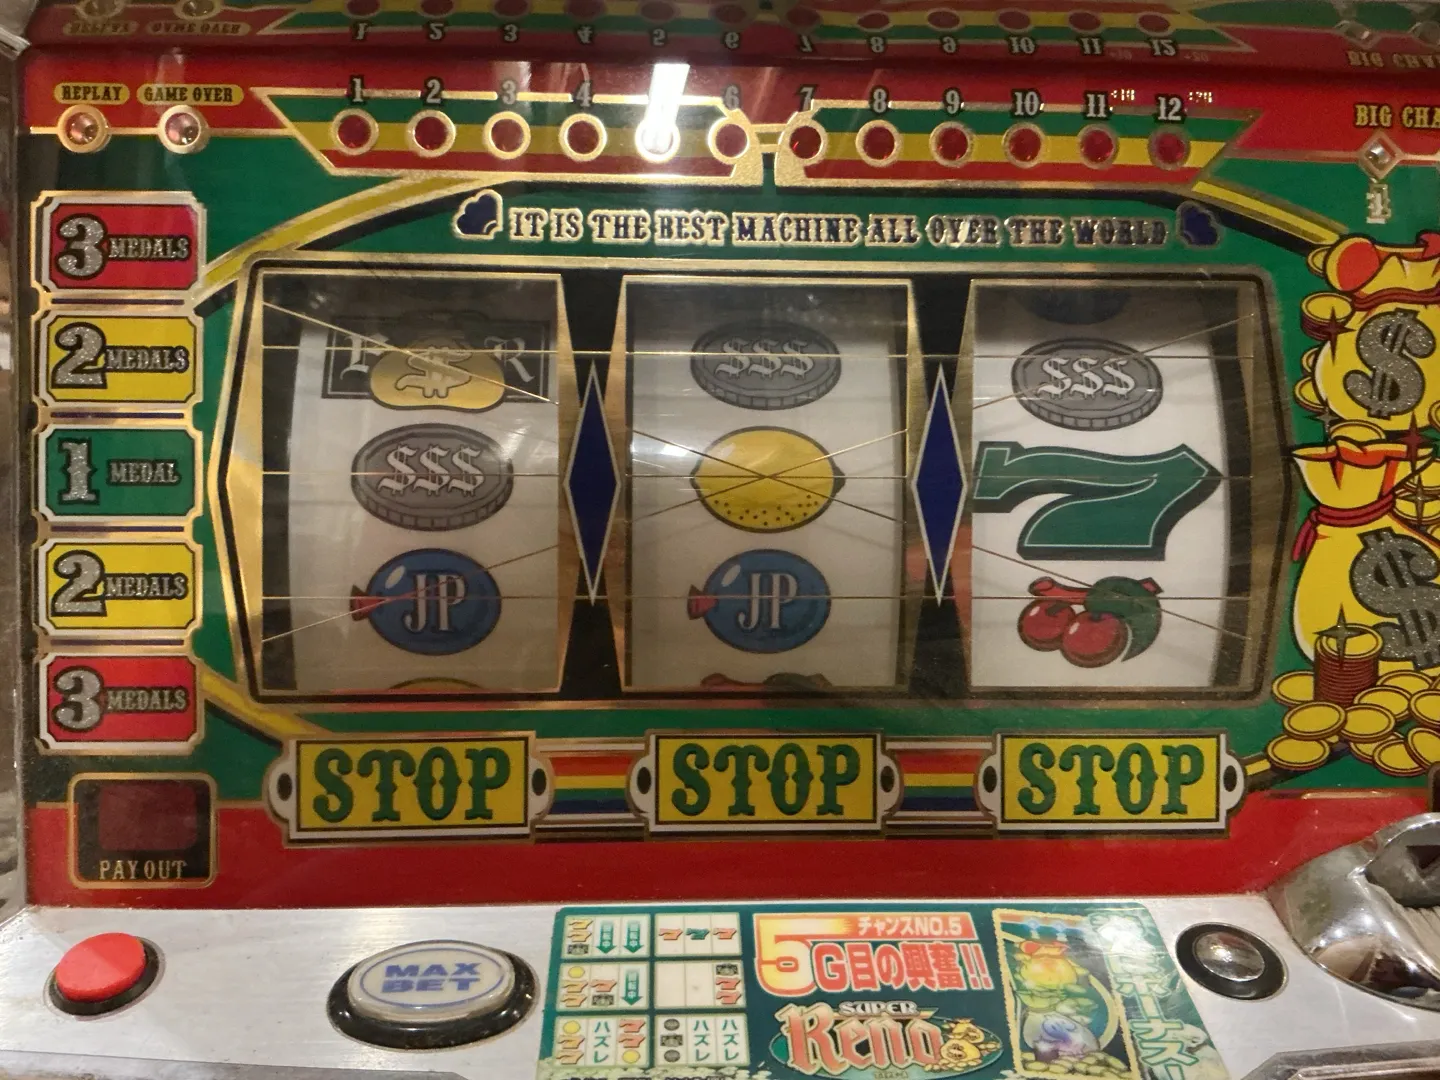 REPLAY GAME OVER
1 2 3 4 6 7 8 9 10 11 12
BIG CHA
1
IT IS THE BEST MACHINE ALL OVER THE WORLD
3 MEDALS
2 MEDALS
1 MEDAL
2 MEDALS
3 MEDALS
$$$
$$$
$$$
7
JP
JP
$
$
STOP STOP STOP
PAY OUT
MAX
BET
チャンスNO.5
5G目の興奮!!
SUPER
Reno
ハズレ
ハズレ
ハズレ